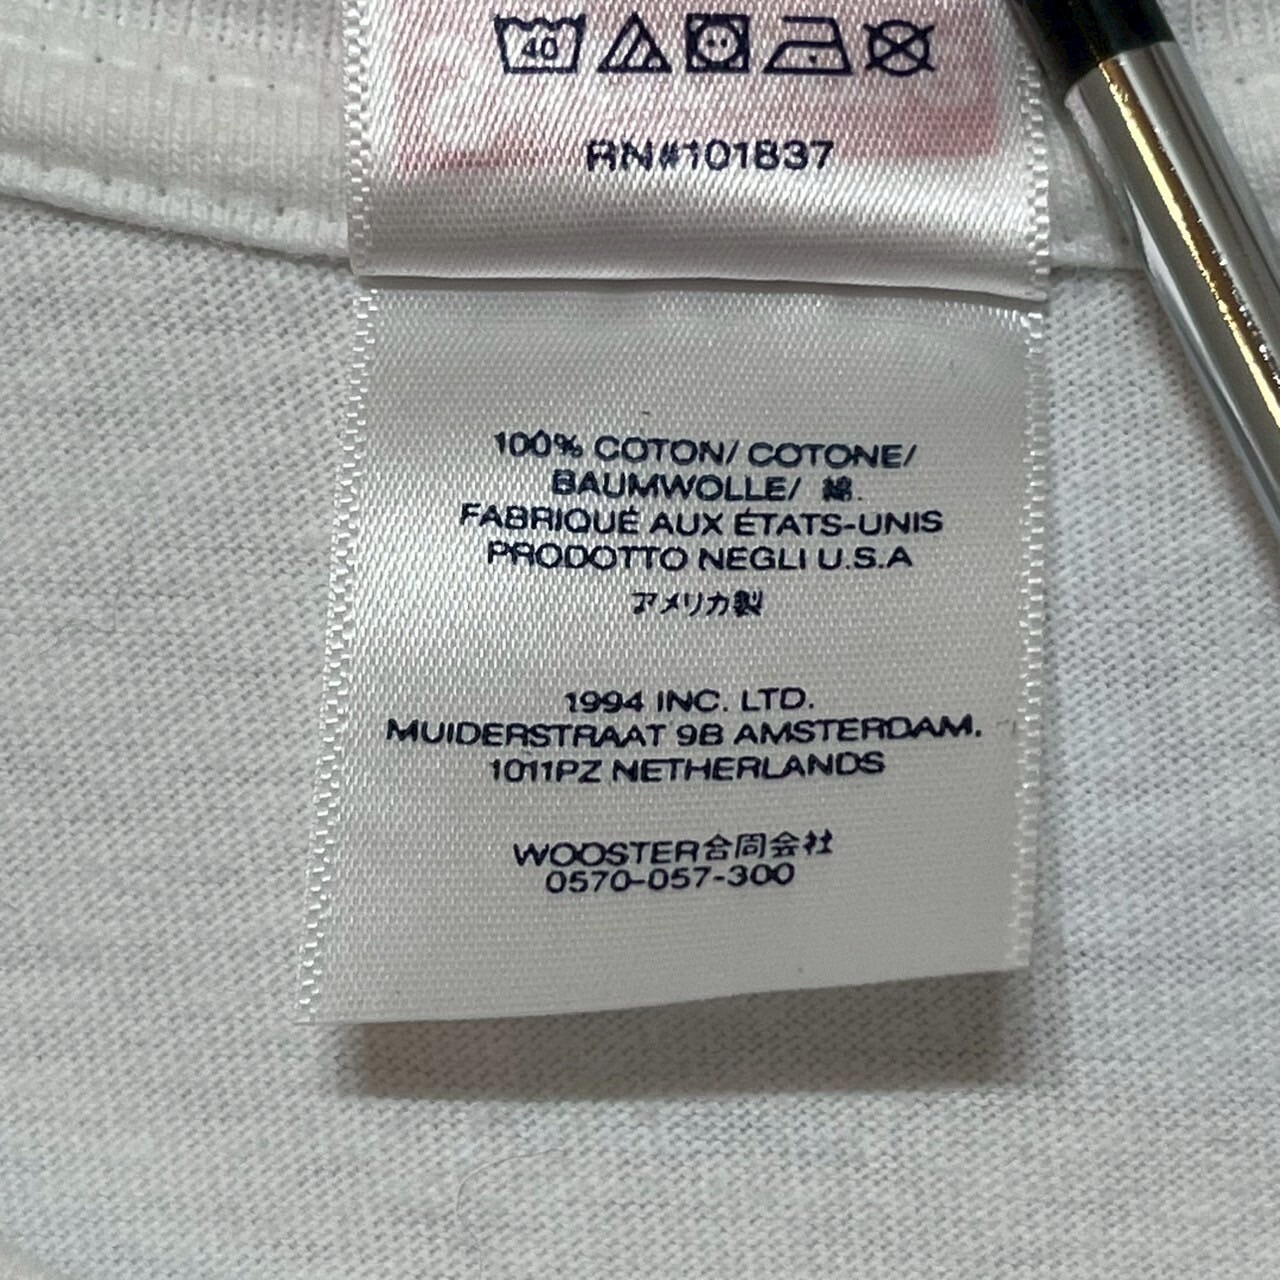 40
RN#101837
100% COTON/ COTONE/
BAUMWOLLE/ 綿.
FABRIQUÉ AUX ÉTATS-UNIS
PRODOTTO NEGLI U.S.A
アメリカ製
1994 INC. LTD.
MUIDERSTRAAT 9B AMSTERDAM.
1011PZ NETHERLANDS
WOOSTER合同会社
0570-057-300